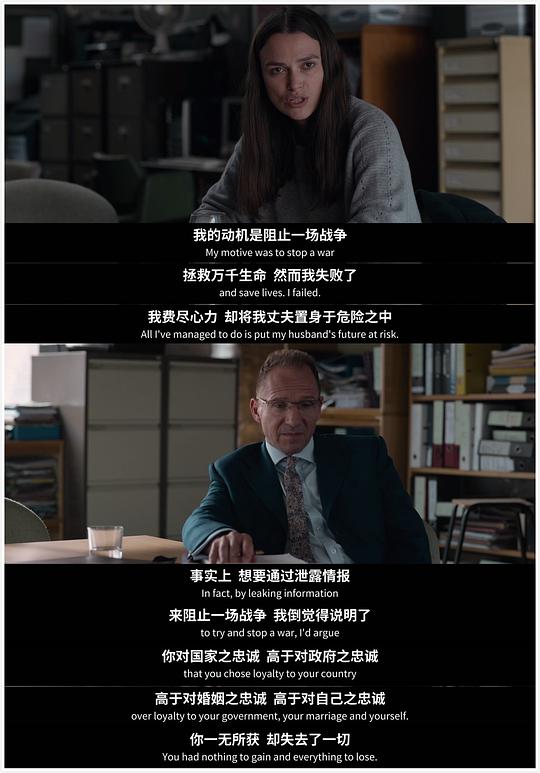 我的动机是阻止一场战争
My motive was to stop a war
拯救万千生命 然而我失败了
and save lives. I failed.
我费尽心力 却将我丈夫置身于危险之中
All I've managed to do is put my husband's future at risk.
事实上 想要通过泄露情报
In fact, by leaking information
来阻止一场战争 我倒觉得说明了
to try and stop a war, I'd argue
你对国家之忠诚 高于对政府之忠诚
that you chose loyalty to your country
高于对婚姻之忠诚 高于对自己之忠诚
over loyalty to your government, your marriage and yourself.
你一无所获 却失去了一切
You had nothing to gain and everything to lose.